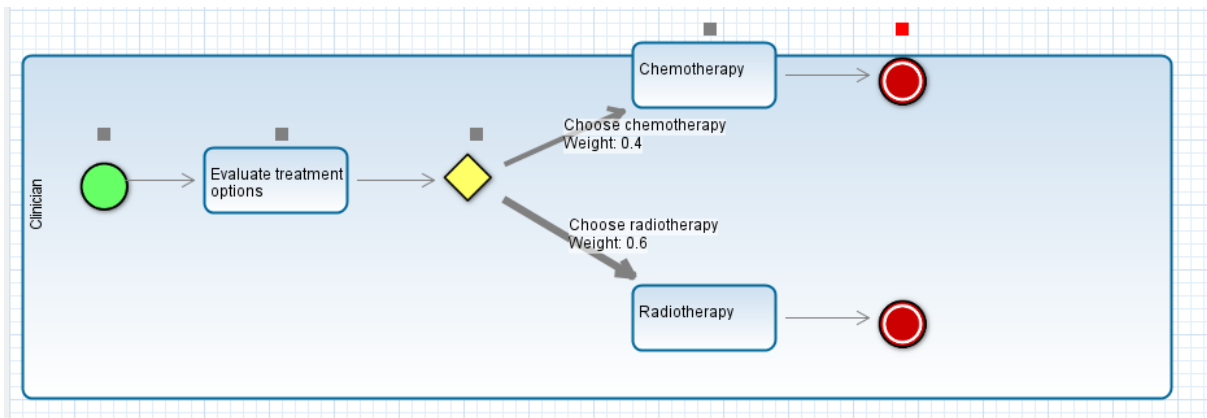 Clinician
Evaluate treatment
options
Choose chemotherapy
Weight: 0.4
Chemotherapy
Choose radiotherapy
Weight: 0.6
Radiotherapy